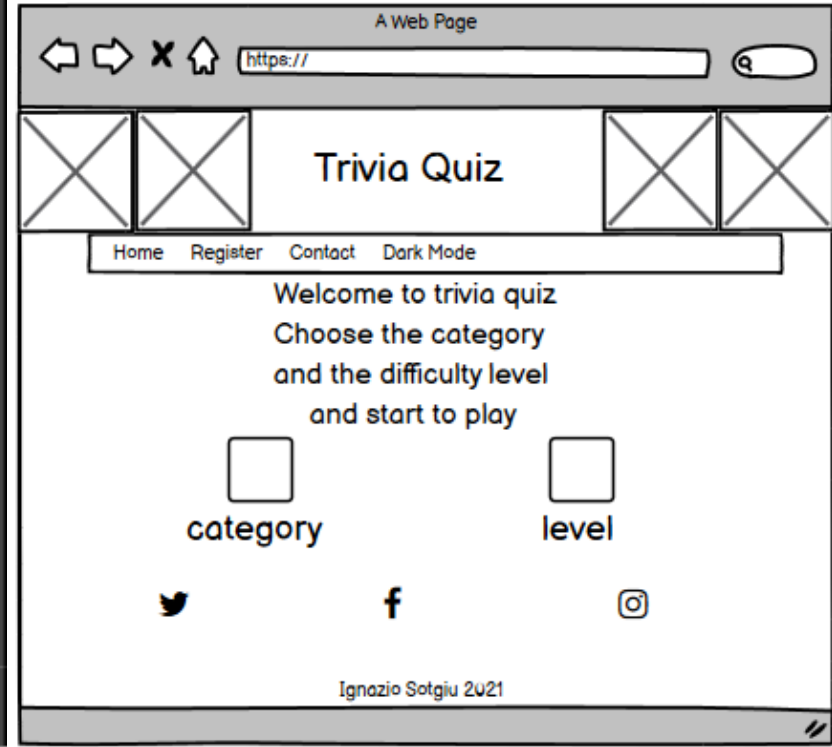 A Web Page
https://
Trivia Quiz
Home Register Contact Dark Mode
Welcome to trivia quiz
Choose the category
and the difficulty level
and start to play
category level
Ignazio Sotgiu 2021